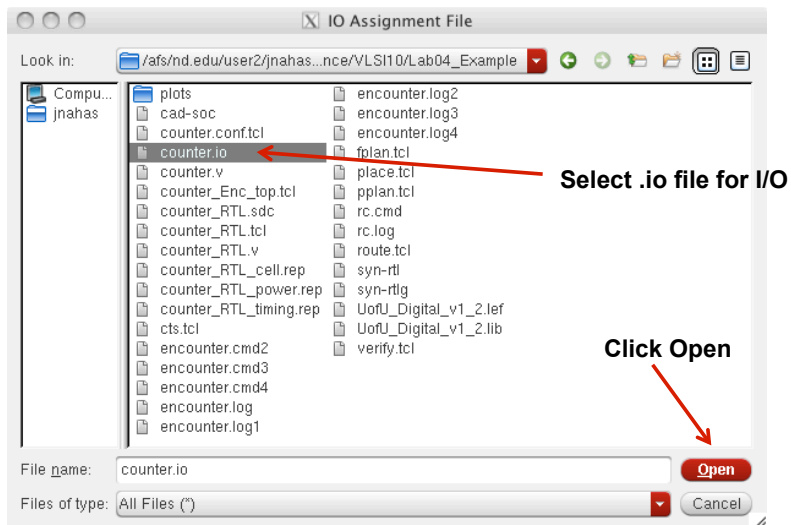 IO Assignment File
Look in:
/afs/nd.edu/user2/jnahas...nce/VLSI10/Lab04_Example
Compu...
jnahas
plots
cad-soc
counter.conf.tcl
counter.io
counter.v
counter_Enc_top.tcl
counter_RTL.sdc
counter_RTL.tcl
counter_RTL.v
counter_RTL_cell.rep
counter_RTL_power.rep
counter_RTL_timing.rep
cts.tcl
encounter.cmd2
encounter.cmd3
encounter.cmd4
encounter.log
encounter.log1
encounter.log2
encounter.log3
encounter.log4
fplan.tcl
place.tcl
pplan.tcl
rc.cmd
rc.log
route.tcl
syn-rtl
syn-rtlg
UofU_Digital_v1_2.lef
UofU_Digital_v1_2.lib
verify.tcl
Select .io file for I/O
Click Open
File name:
counter.io
Open
Files of type:
All Files (*)
Cancel